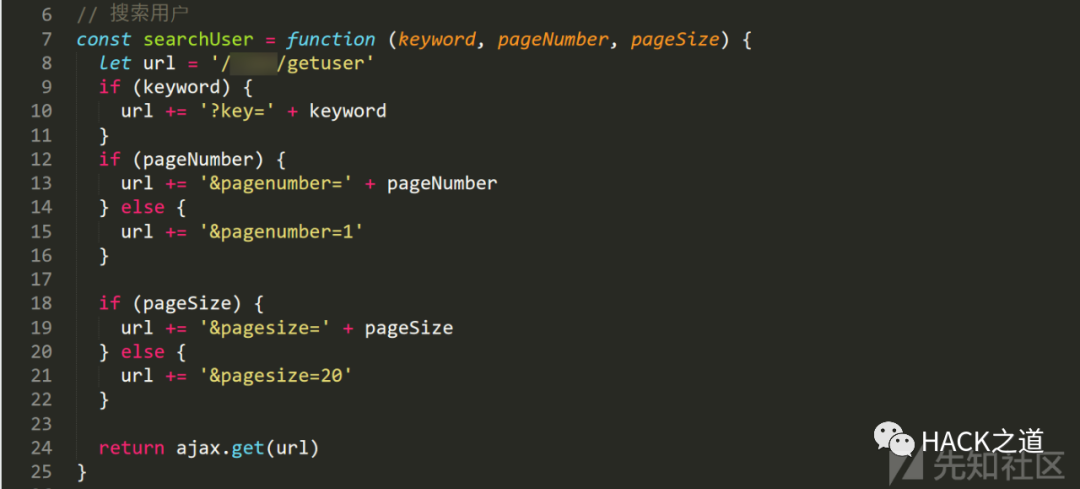 6 // 搜索用户
7 const searchUser = function (keyword, pageNumber, pageSize) {
8 let url = '/ /getuser'
9 if (keyword) {
10 url += '?key=' + keyword
11 }
12 if (pageNumber) {
13 url += '&pagenumber=' + pageNumber
14 } else {
15 url += '&pagenumber=1'
16 }
17
18 if (pageSize) {
19 url += '&pagesize=' + pageSize
20 } else {
21 url += '&pagesize=20'
22 }
23
24 return ajax.get(url)
25 }
HACK之道
先知社区